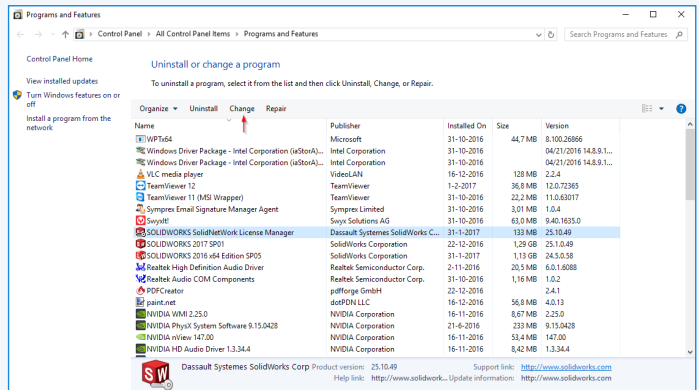 Programs and Features
Control Panel > All Control Panel Items > Programs and Features
Search Programs and Features
Control Panel Home
View installed updates
Turn Windows features on or off
Install a program from the network
Uninstall or change a program
To uninstall a program, select it from the list and then click Uninstall, Change, or Repair.
Organize Uninstall Change Repair
Name Publisher Installed On Size Version
WPTx64 Microsoft 31-10-2016 44,7 MB 8.100.26866
Windows Driver Package - Intel Corporation (iaStorA)... Intel Corporation 31-10-2016 04/21/2016 14.8.9.1...
Windows Driver Package - Intel Corporation (iaStorA)... Intel Corporation 31-10-2016 04/21/2016 14.8.9.1...
VLC media player VideoLAN 16-12-2016 128 MB 2.2.4
TeamViewer 12 TeamViewer 1-2-2017 36,8 MB 12.0.72365
TeamViewer 11 (MSI Wrapper) TeamViewer 31-10-2016 22,2 MB 11.0.63017
Symprex Email Signature Manager Agent Symprex Limited 31-10-2016 3,01 MB 1.0.4
SwyxIt! Swyx Solutions AG 31-10-2016 63,0 MB 9.40.1635.0
SOLIDWORKS SolidNetWork License Manager Dassault Systemes SolidWorks C... 31-1-2017 133 MB 25.10.49
SOLIDWORKS 2017 SP01 SolidWorks Corporation 22-12-2016 1,29 GB 25.1.0.49
SOLIDWORKS 2016 x64 Edition SP05 SolidWorks Corporation 31-1-2017 1,13 GB 24.5.0.58
Realtek High Definition Audio Driver Realtek Semiconductor Corp. 2-11-2016 20,5 MB 6.0.1.6088
Realtek Audio COM Components Realtek Semiconductor Corp. 31-10-2016 1,16 MB 1.0.2
PDFCreator pdfforge GmbH 22-12-2016 2.4.1
paint.net dotPDN LLC 16-12-2016 56,8 MB 4.0.13
NVIDIA WMI 2.25.0 NVIDIA Corporation 16-11-2016 8,67 MB 2.25.0
NVIDIA PhysX System Software 9.15.0428 NVIDIA Corporation 21-6-2016 233 MB 9.15.0428
NVIDIA nView 147.00 NVIDIA Corporation 16-11-2016 53,4 MB 147.00
NVIDIA HD Audio Driver 1.3.34.4 NVIDIA Corporation 16-11-2016 8,42 MB 1.3.34.4
Dassault Systemes SolidWorks Corp Product version: 25.10.49 Support link: http://www.solidworks.com
Help link: http://www.solidwork... Update information: http://www.solidworks.com